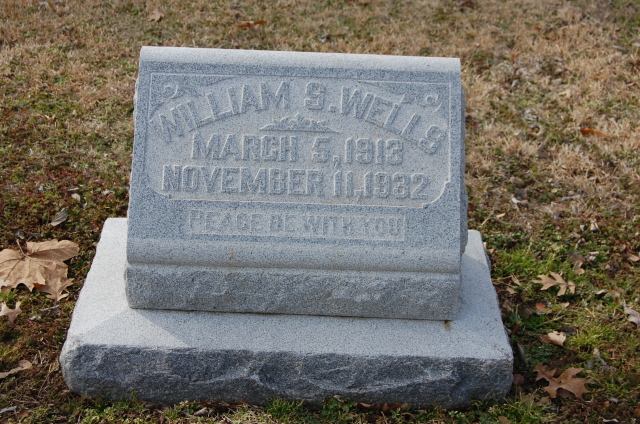 WILLIAM S. WELLS
MARCH 5, 1913
NOVEMBER 11, 1932
PEACE BE WITH YOU